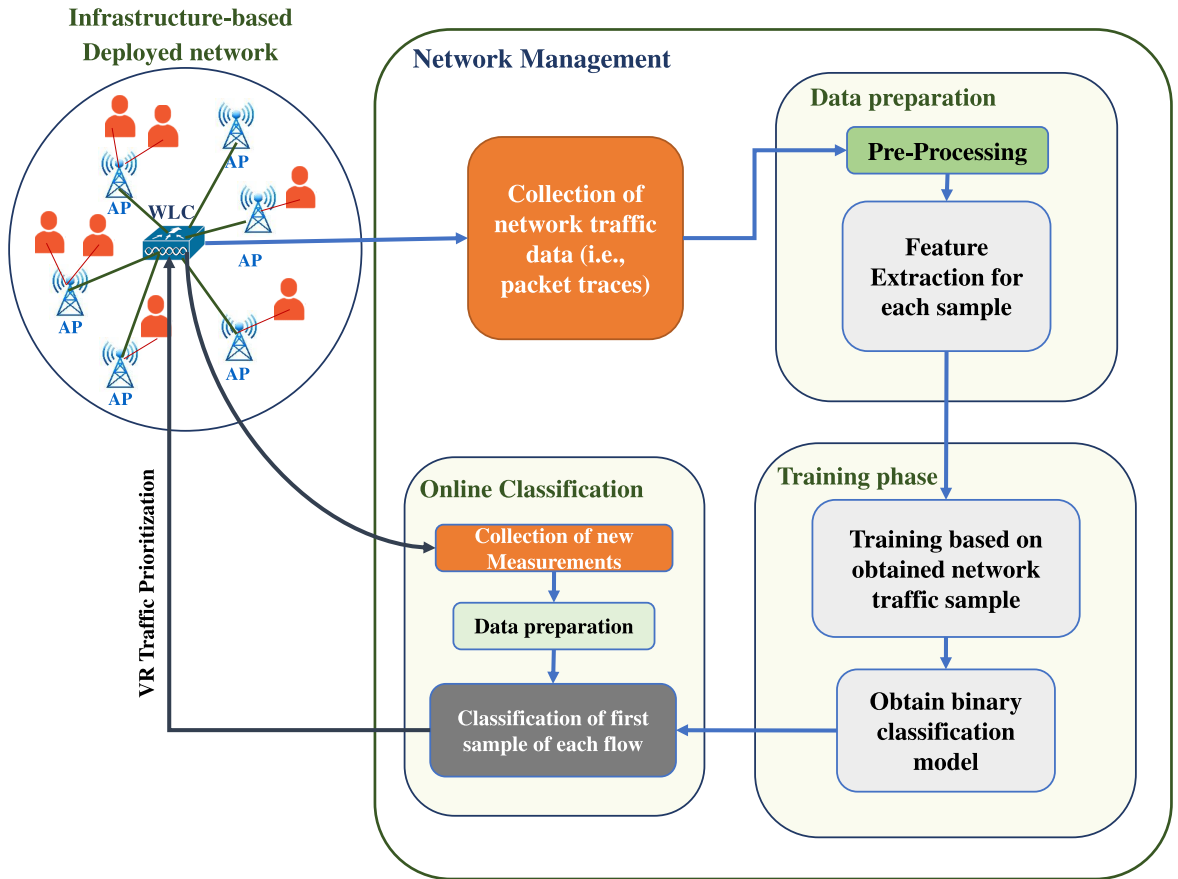 Infrastructure-based
Deployed network
AP
AP
WLC
AP
AP
AP
AP
VR Traffic Prioritization
Network Management
Collection of
network traffic
data (i.e.,
packet traces)
Data preparation
Pre-Processing
Feature
Extraction for
each sample
Training phase
Training based on
obtained network
traffic sample
Obtain binary
classification
model
Online Classification
Collection of new
Measurements
Data preparation
Classification of first
sample of each flow